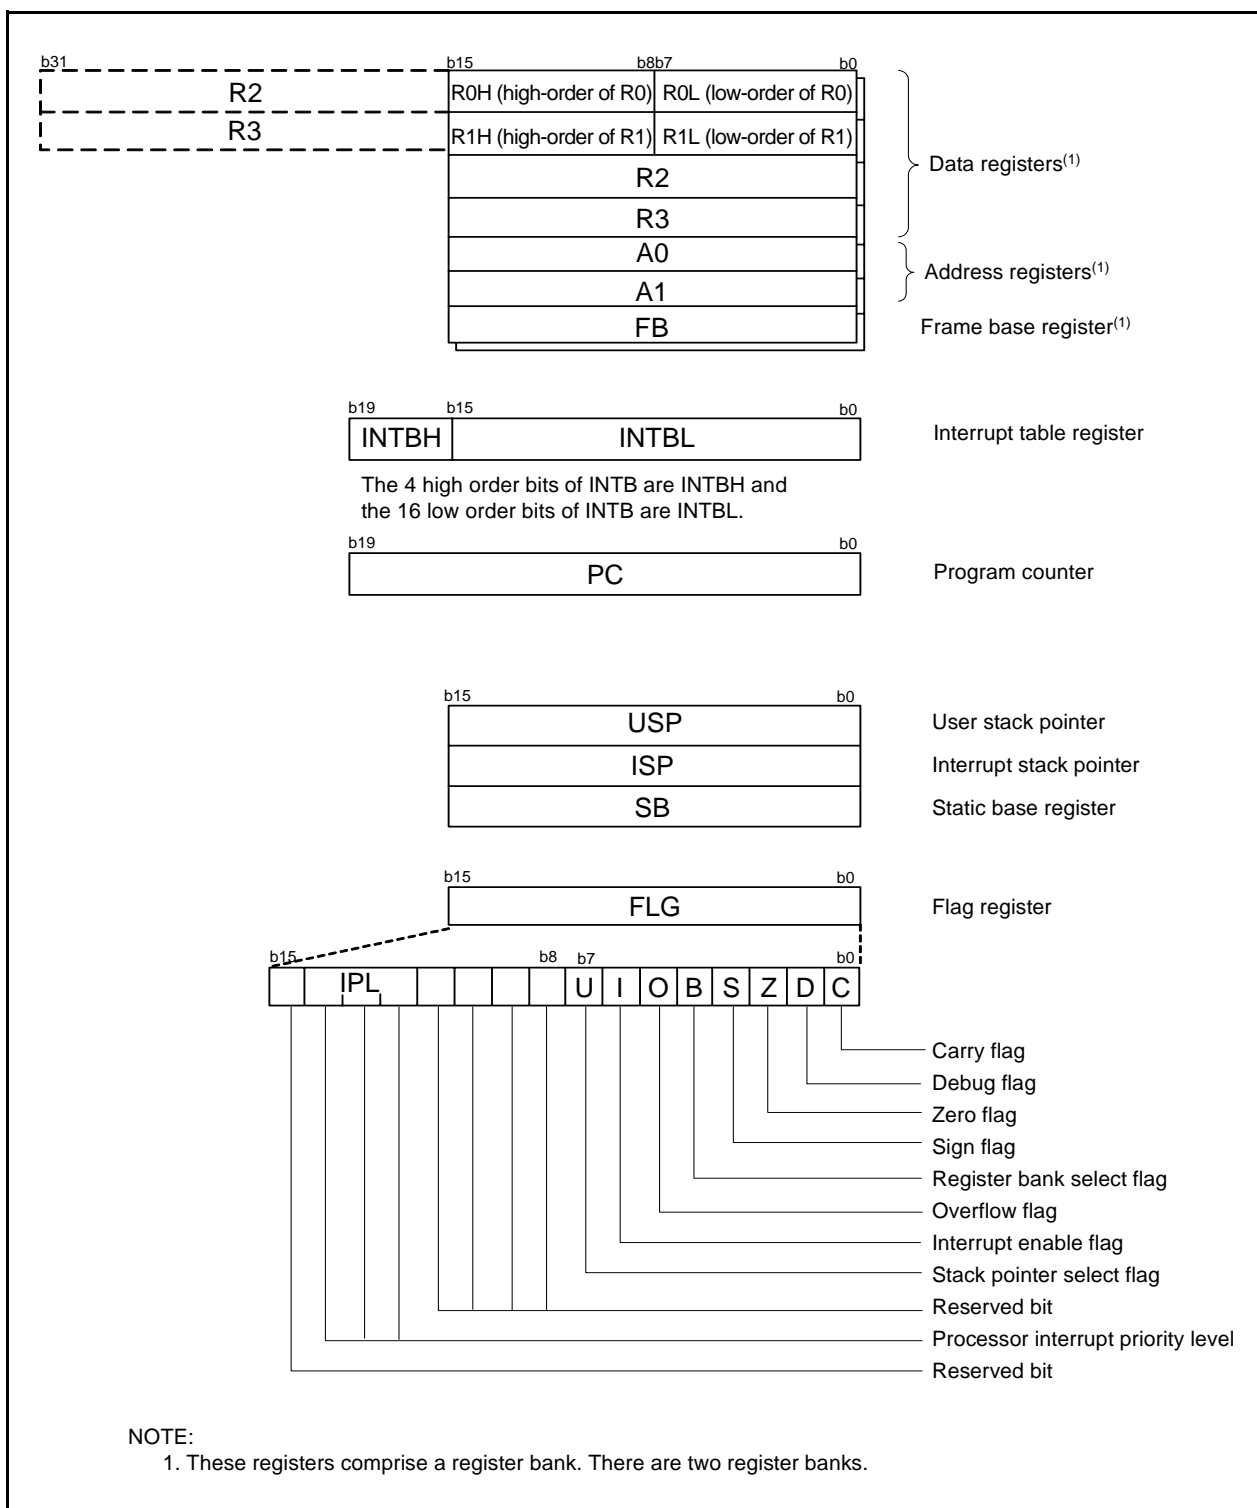 b31 b15 b8b7 b0
R2 R0H (high-order of R0) R0L (low-order of R0)
R3 R1H (high-order of R1) R1L (low-order of R1)
Data registers(1)
R2
R3
A0
Address registers(1)
A1
FB Frame base register(1)
b19 b15 b0
INTBH INTBL Interrupt table register
The 4 high order bits of INTB are INTBH and
the 16 low order bits of INTB are INTBL.
b19 b0
PC Program counter
b15 b0
USP User stack pointer
ISP Interrupt stack pointer
SB Static base register
b15 b0
FLG Flag register
b15 b8 b7 b0
IPL U I O B S Z D C
Carry flag
Debug flag
Zero flag
Sign flag
Register bank select flag
Overflow flag
Interrupt enable flag
Stack pointer select flag
Reserved bit
Processor interrupt priority level
Reserved bit
NOTE:
1. These registers comprise a register bank. There are two register banks.